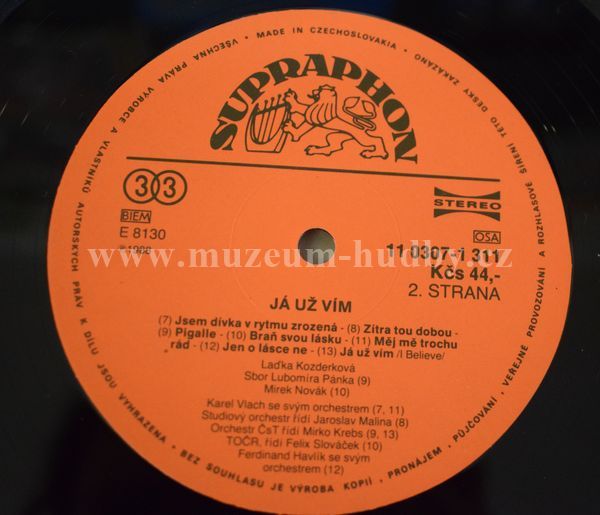 VŠECHNA PRÁVA VÝROBCE A VLASTNÍKŮ AUTORSKÝCH PRÁV K DÍLU JSOU VYHRAZENA • BEZ SOUHLASU JE VÝROBA KOPIÍ • PRONÁJEM • PŮJČOVÁNÍ • VEŘEJNÉ PROVOZOVÁNÍ A ROZHLASOVÉ ŠÍŘENÍ TÉTO DESKY ZAKÁZÁNO • MADE IN CZECHOSLOVAKIA •
SUPRAPHON
33
STEREO
BIEM
OSA
E 8130
11 0307-1 311
Kčs 44,-
2. STRANA
www.muzeum-hudby.cz
JÁ UŽ VÍM
(7) Jsem dívka v rytmu zrozená - (8) Zítra tou dobou -
(9) Pigalle - (10) Braň svou lásku - (11) Měj mě trochu
rád - (12) Jen o lásce ne - (13) Já už vím /I Believe/
Laďka Kozderková
Sbor Lubomíra Pánka (9)
Mirek Novák (10)
Karel Vlach se svým orchestrem (7, 11)
Studiový orchestr řídí Jaroslav Malina (8)
Orchestr ČsT řídí Mirko Krebs (9, 13)
TOČR, řídí Felix Slováček (10)
Ferdinand Havlík se svým
orchestrem (12)